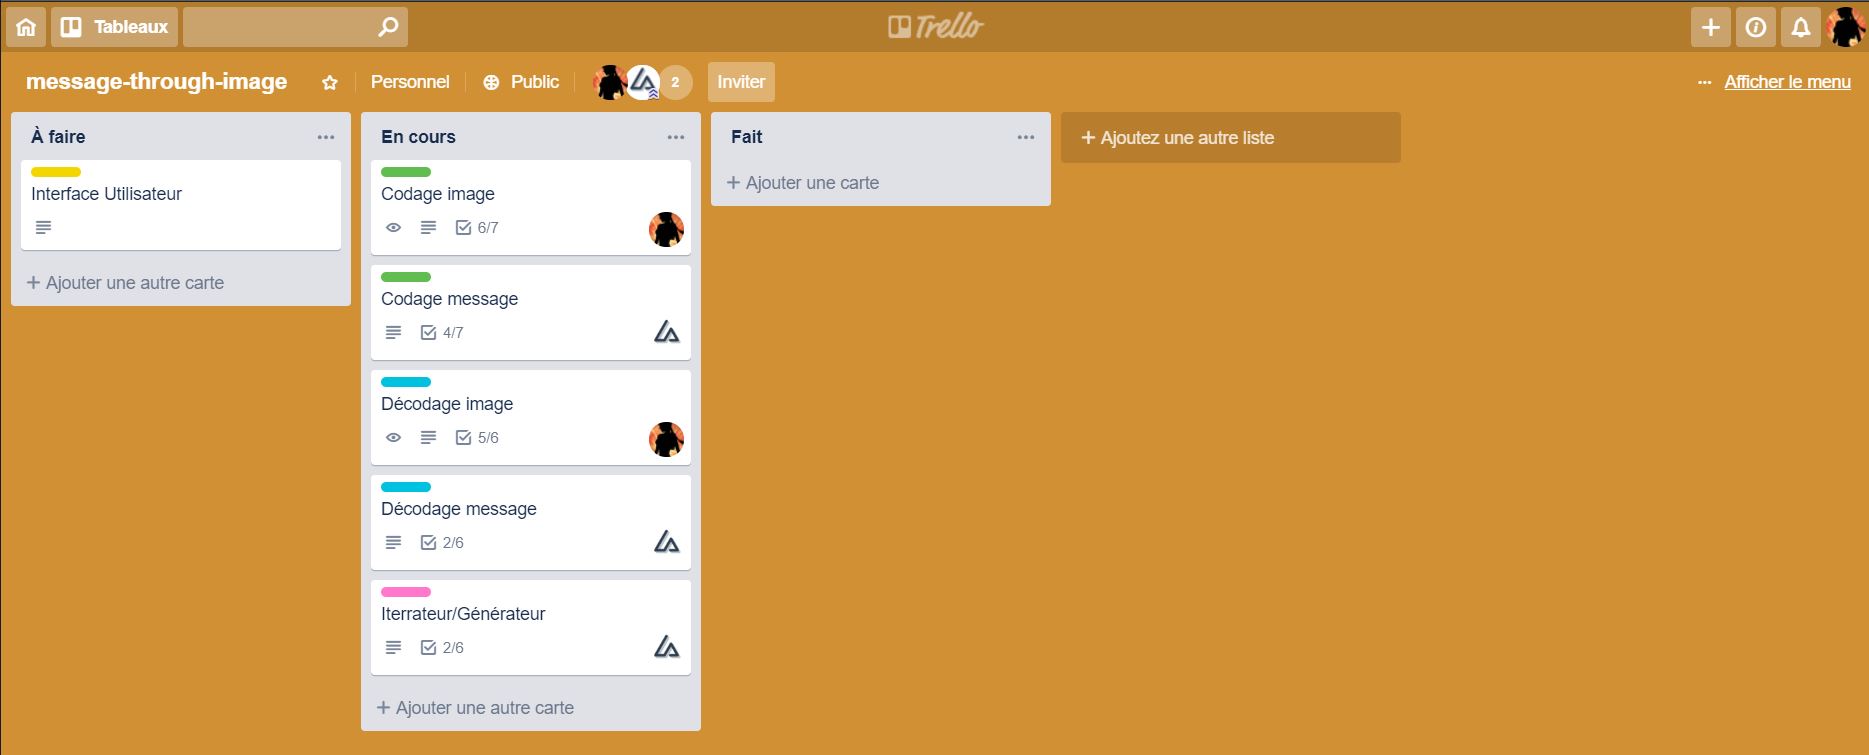 Tableaux
Trello
message-through-image
Personnel
Public
2
Inviter
··· Afficher le menu
À faire
Interface Utilisateur
+ Ajouter une autre carte
En cours
Codage image
6/7
Codage message
4/7
Décodage image
5/6
Décodage message
2/6
Iterrateur/Générateur
2/6
+ Ajouter une autre carte
Fait
+ Ajouter une carte
+ Ajoutez une autre liste